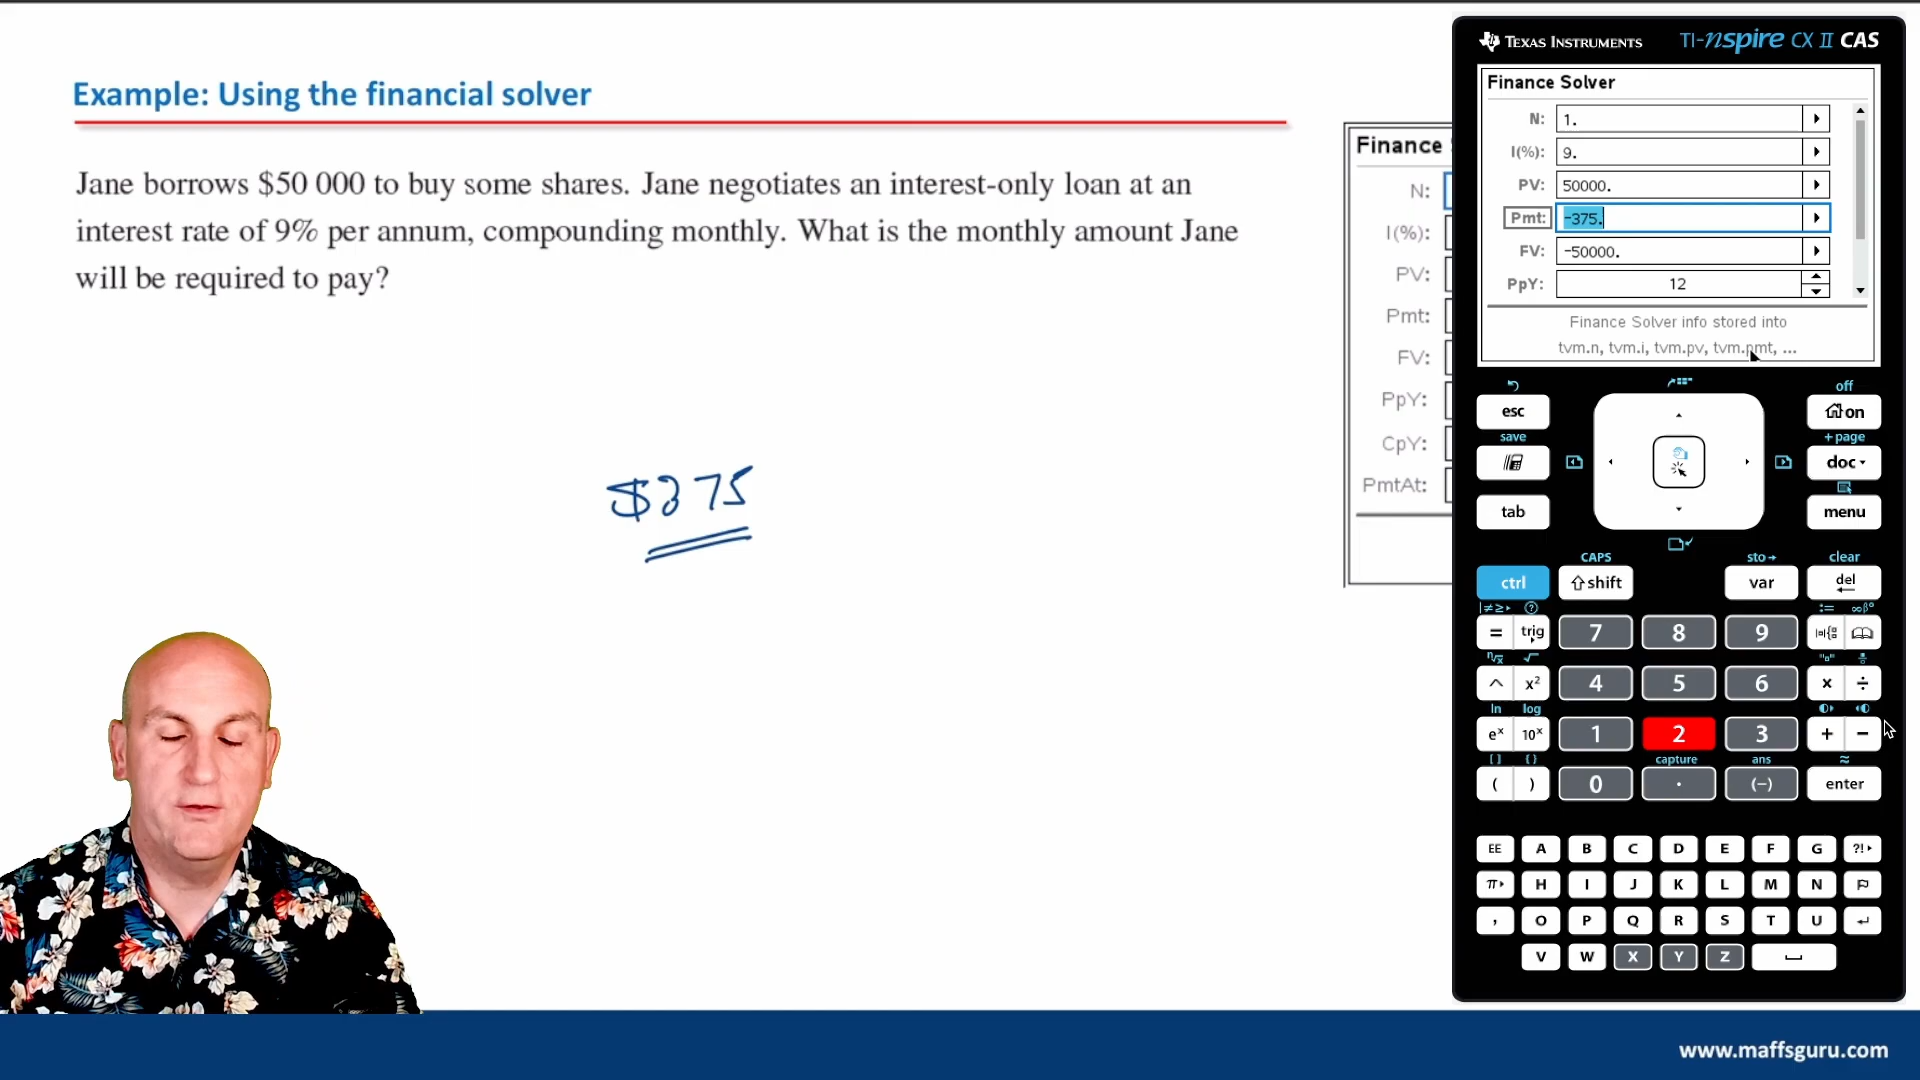 Example: Using the financial solver
Jane borrows $50 000 to buy some shares. Jane negotiates an interest-only loan at an
interest rate of 9% per annum, compounding monthly. What is the monthly amount Jane
will be required to pay?
$375
Finance
N:
I(%):
PV:
Pmt:
FV:
PpY:
CpY:
PmtAt:
TEXAS INSTRUMENTS TI-nspire CX II CAS
Finance Solver
N: 1.
I(%): 9.
PV: 50000.
Pmt: -375.
FV: -50000.
PpY: 12
Finance Solver info stored into
tvm.n, tvm.i, tvm.pv, tvm.pmt, ...
off
esc on
save + page
doc
tab menu
CAPS sto→ clear
ctrl ⇧shift var del
|≠≥▸ ? := ∞β°
= trig 7 8 9
ⁿ√x √
^ x² 4 5 6 × ÷
ln log
eˣ 10ˣ 1 2 3 + −
[ ] { } capture ans ≈
( ) 0 . (−) enter
EE A B C D E F G ?!▸
π▸ H I J K L M N
, O P Q R S T U
V W X Y Z
www.maffsguru.com